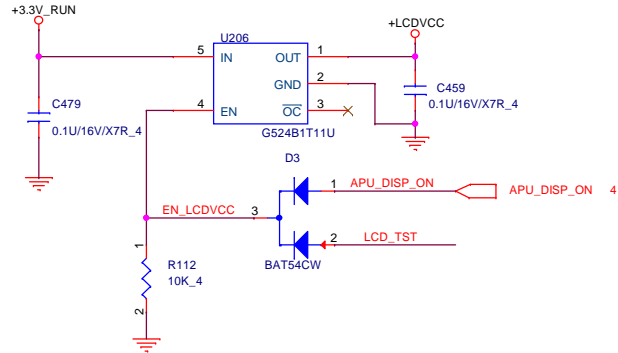 +3.3V_RUN
+LCDVCC
U206
5 IN OUT 1
GND 2
4 EN OC 3
G524B1T11U
C479
0.1U/16V/X7R_4
C459
0.1U/16V/X7R_4
D3
1 APU_DISP_ON APU_DISP_ON 4
EN_LCDVCC 3
2 LCD_TST
BAT54CW
1
R112
10K_4
2